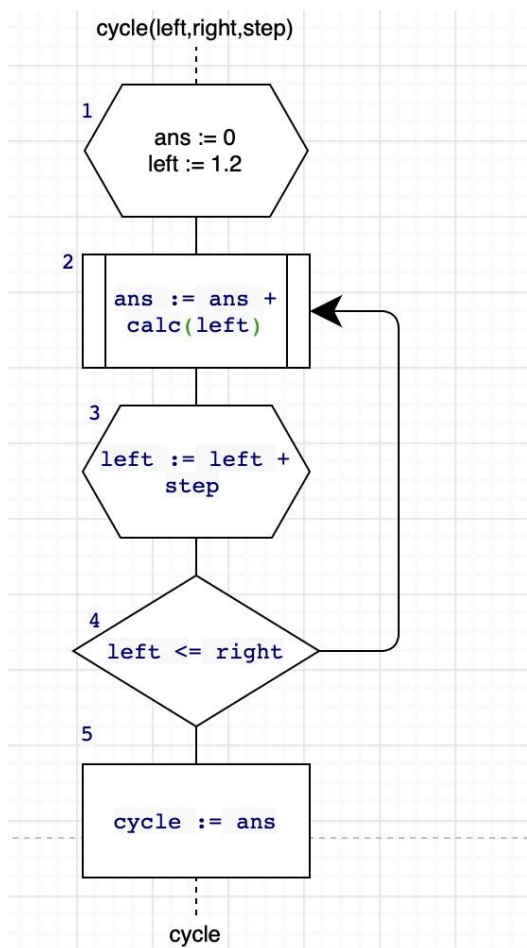 cycle(left,right,step)
1
ans := 0
left := 1.2
2
ans := ans +
calc(left)
3
left := left +
step
4
left <= right
5
cycle := ans
cycle